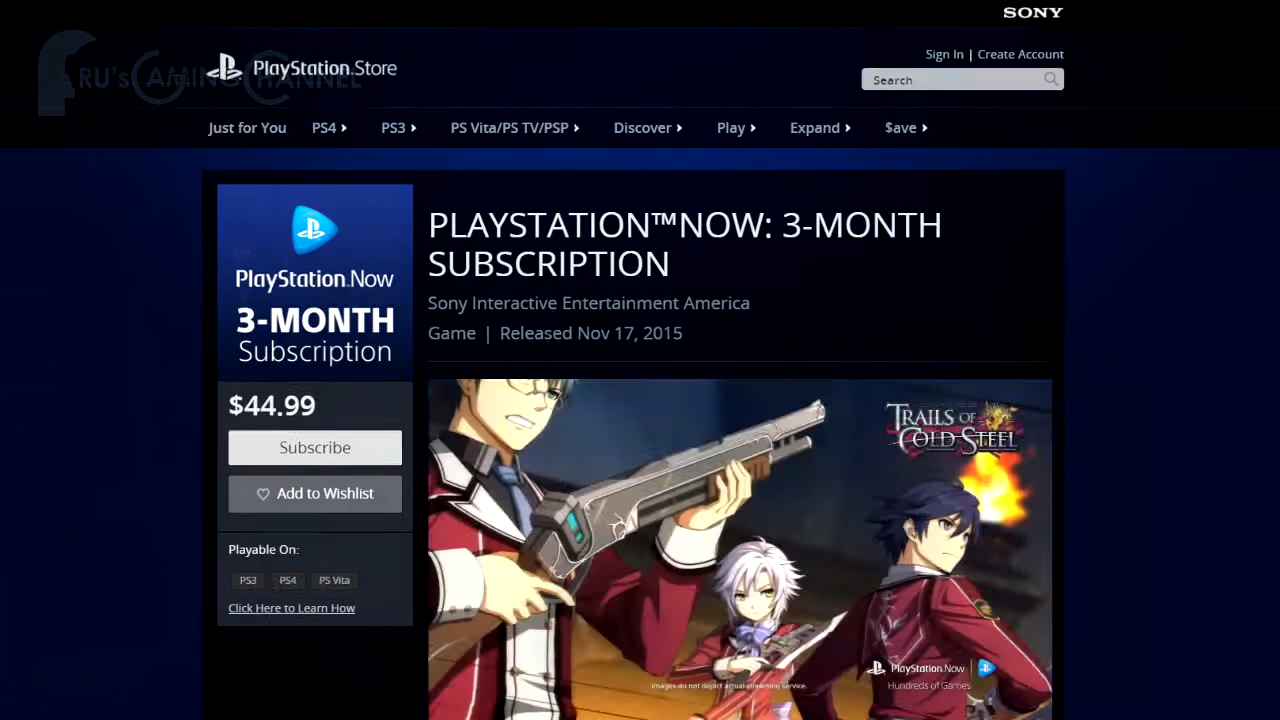 SONY
RU's GAMING CHANNEL
PlayStation Store
Sign In | Create Account
Search
Just for You PS4 PS3 PS Vita/PS TV/PSP Discover Play Expand $ave
PlayStation Now
3-MONTH
Subscription
$44.99
Subscribe
Add to Wishlist
Playable On:
PS3 PS4 PS Vita
Click Here to Learn How
PLAYSTATION™NOW: 3-MONTH
SUBSCRIPTION
Sony Interactive Entertainment America
Game | Released Nov 17, 2015
TRAILS OF
COLD STEEL
PlayStation Now
Hundreds of Games
Images do not depict actual streaming service.